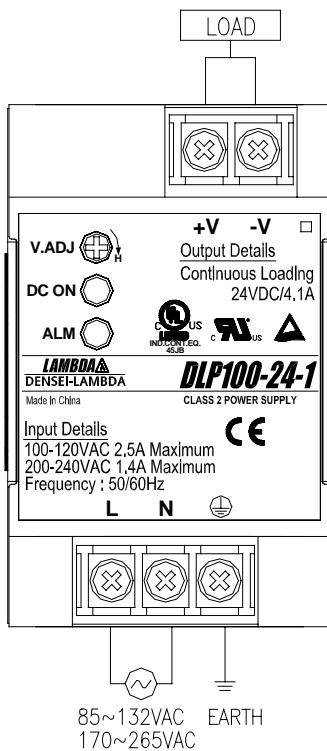 LOAD
+V -V
V.ADJ
H
Output Details
Continuous Loading
24VDC/4.1A
DC ON
ALM
C UL US
LISTED
IND.CONT.EQ.
45JB
C US
LAMBDA
DENSEI-LAMBDA
DLP100-24-1
Made In China
CLASS 2 POWER SUPPLY
CE
Input Details
100-120VAC 2.5A Maximum
200-240VAC 1.4A Maximum
Frequency : 50/60Hz
L N
85~132VAC EARTH
170~265VAC